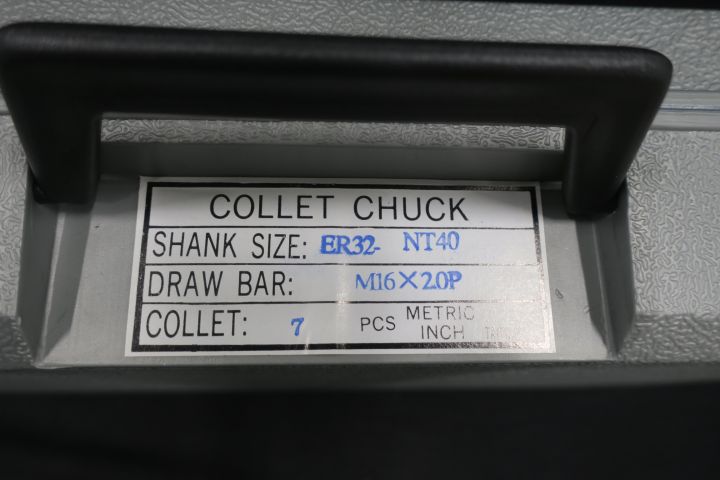 COLLET CHUCK
SHANK SIZE: ER32- NT40
DRAW BAR: M16×2.0P
COLLET: 7 PCS METRIC
INCH